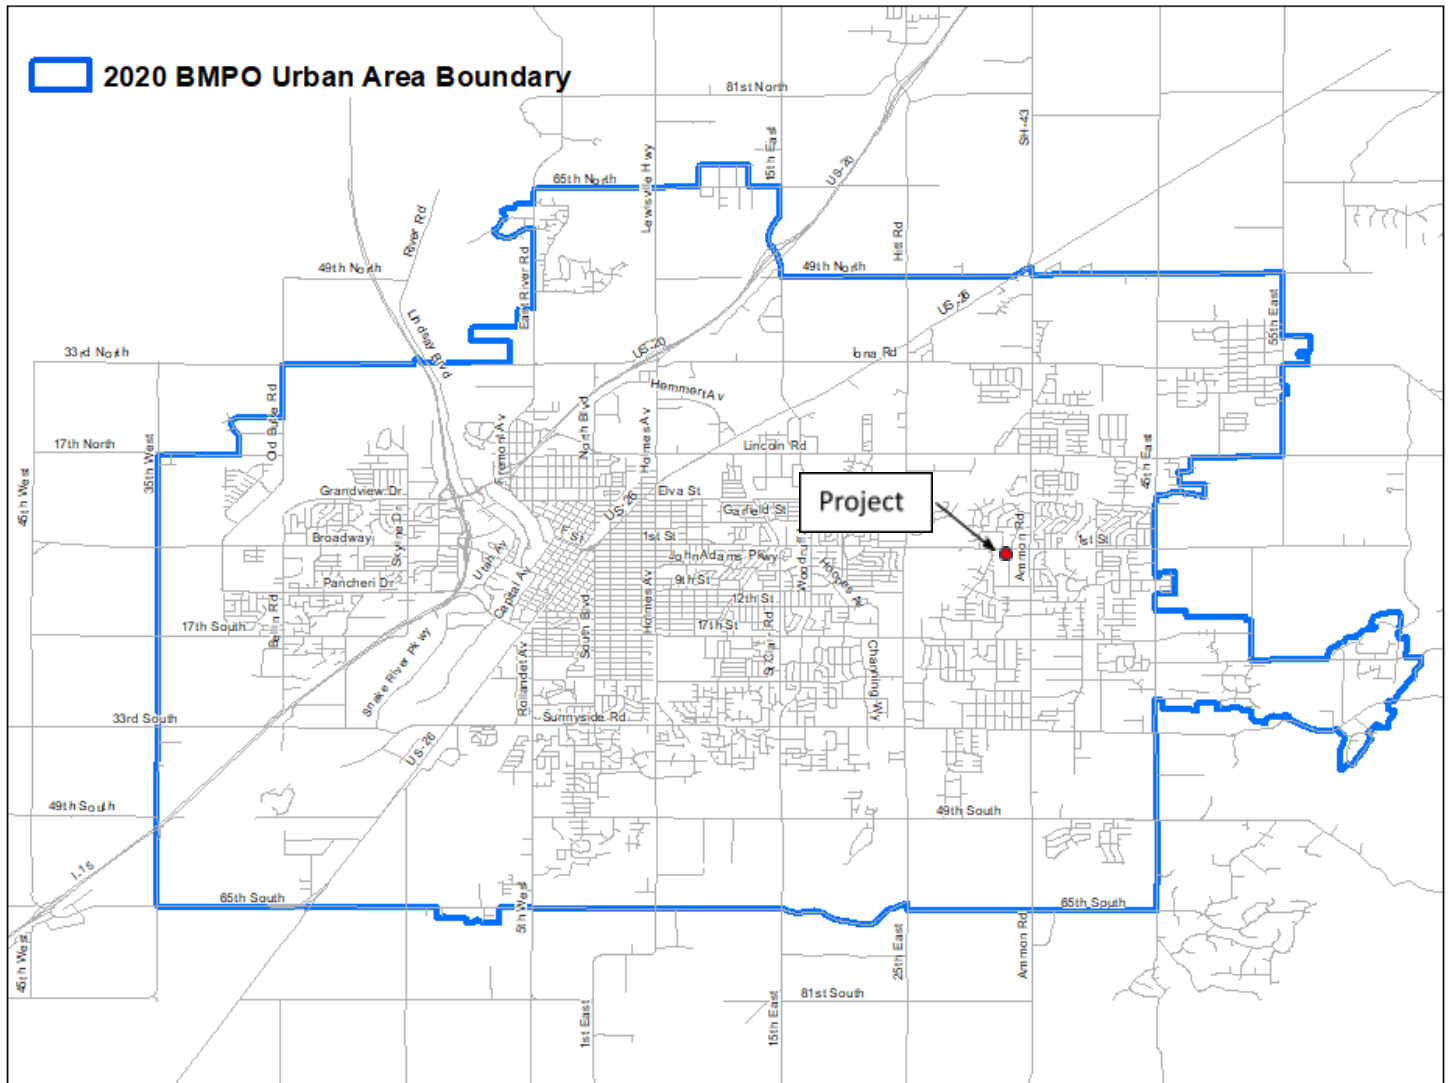 2020 BMPO Urban Area Boundary
81st North
SH-43
15th East
Lewisville Hwy
US-20
65th North
River Rd
Hitt Rd
East River Rd
49th North
49th North
US-26
55th East
Lindsay Blvd
33rd North
US-20
Iona Rd
Hemmert Av
Old Butte Rd
Fremont Av
North Blvd
Holmes Av
17th North
35th West
Lincoln Rd
45th East
45th West
Grandview Dr
Elva St
US-26
Project
Garfield St
Skyline Dr
Broadway
E St
1st St
Woodruff
Ammon Rd
1st St
Utah Av
John Adams Pkwy
Pancheri Dr
Capital Av
9th St
Hoopes Av
Bellin Rd
South Blvd
Holmes Av
12th St
17th South
17th St
St Clair Rd
Snake River Pkwy
Rollandet Av
Channing Wy
33rd South
Sunnyside Rd
US-26
49th South
49th South
I-15
65th South
5th West
65th South
45th West
25th East
Ammon Rd
1st East
15th East
81st South